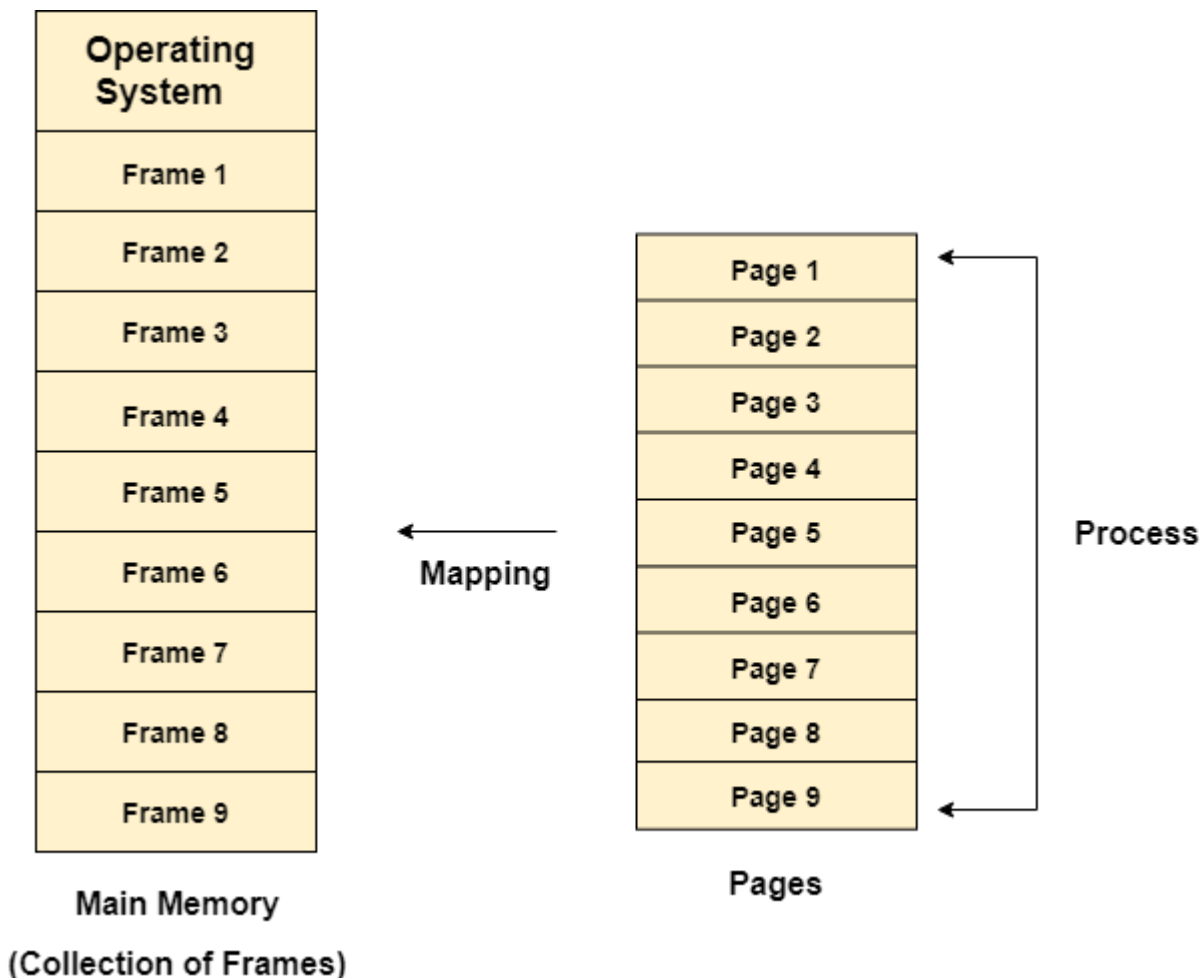 Operating
System
Frame 1
Frame 2
Frame 3
Frame 4
Frame 5
Frame 6
Frame 7
Frame 8
Frame 9
Main Memory
(Collection of Frames)
Mapping
Page 1
Page 2
Page 3
Page 4
Page 5
Page 6
Page 7
Page 8
Page 9
Pages
Process